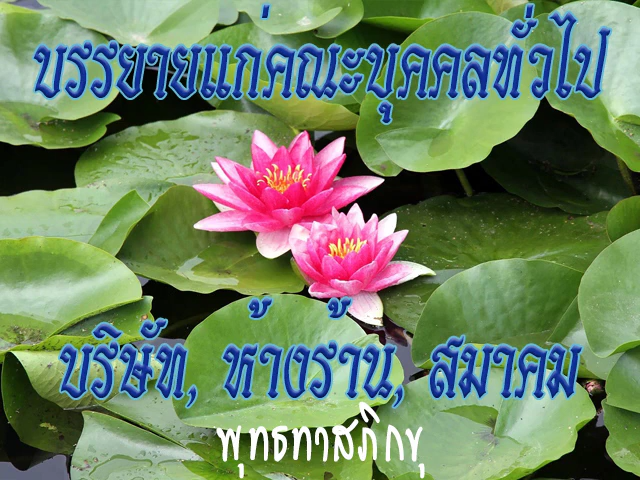 บรรยายแก่คณะบุคคลทั่วไป
บริษัท, ห้างร้าน, สมาคม
พุทธทาสภิกขุ